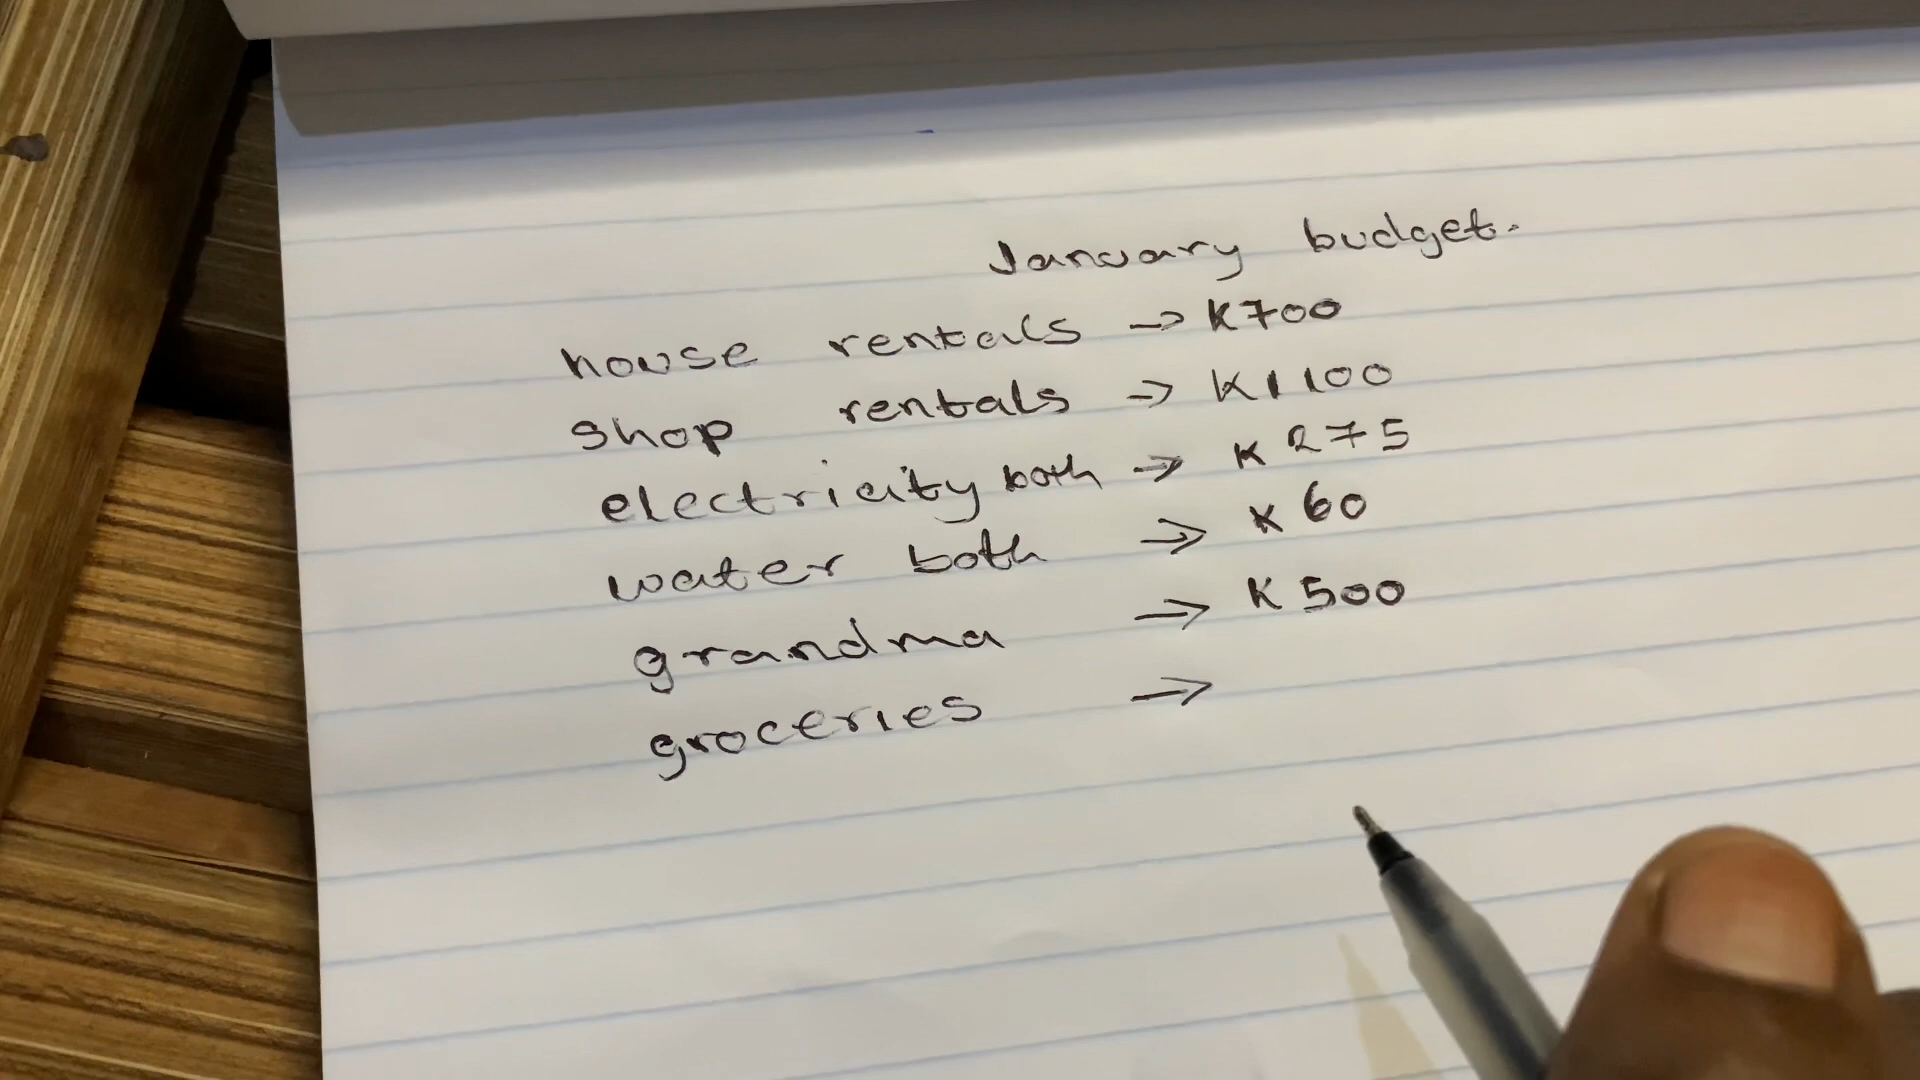 January budget.
house rentals → K700
shop rentals → K1100
electricity both → K275
water both → K60
grandma → K500
groceries →